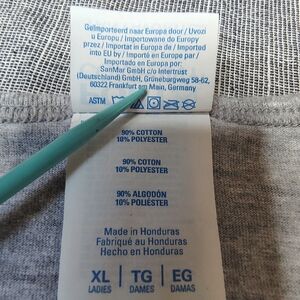 Geïmporteerd naar Europa door / Uvozi
u Europu / Importowane do Europy
przez / Importat in Europa de / Imported
into EU by / Importé en Europe par /
Importado en Europa por:
SanMar GmbH c/o Intertrust
(Deutschland) GmbH, Grüneburgweg 58-62,
60322 Frankfurt am Main, Germany
ASTM
90% COTTON
10% POLYESTER
90% COTON
10% POLYESTER
90% ALGODÓN
10% POLIÉSTER
Made in Honduras
Fabriqué au Honduras
Hecho en Honduras
XL | TG | EG
LADIES DAMES DAMAS